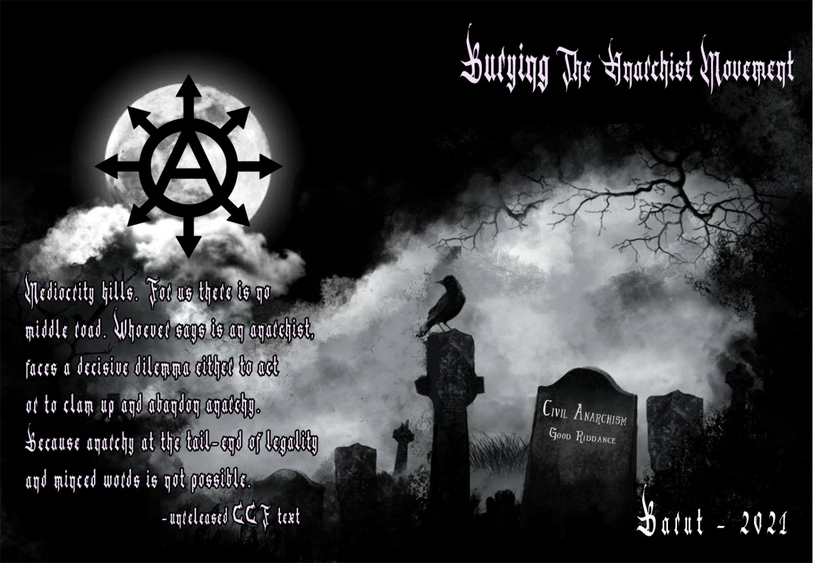 Burying The Anarchist Movement
A
Mediocrity kills. For us there is no
middle road. Whoever says is an anarchist,
faces a decisive dilemma either to act
or to clam up and abandon anarchy.
Because anarchy at the tail-end of legality
and minced words is not possible.
-unreleased CCF text
Civil Anarchism
Good Riddance
Baeut - 2021